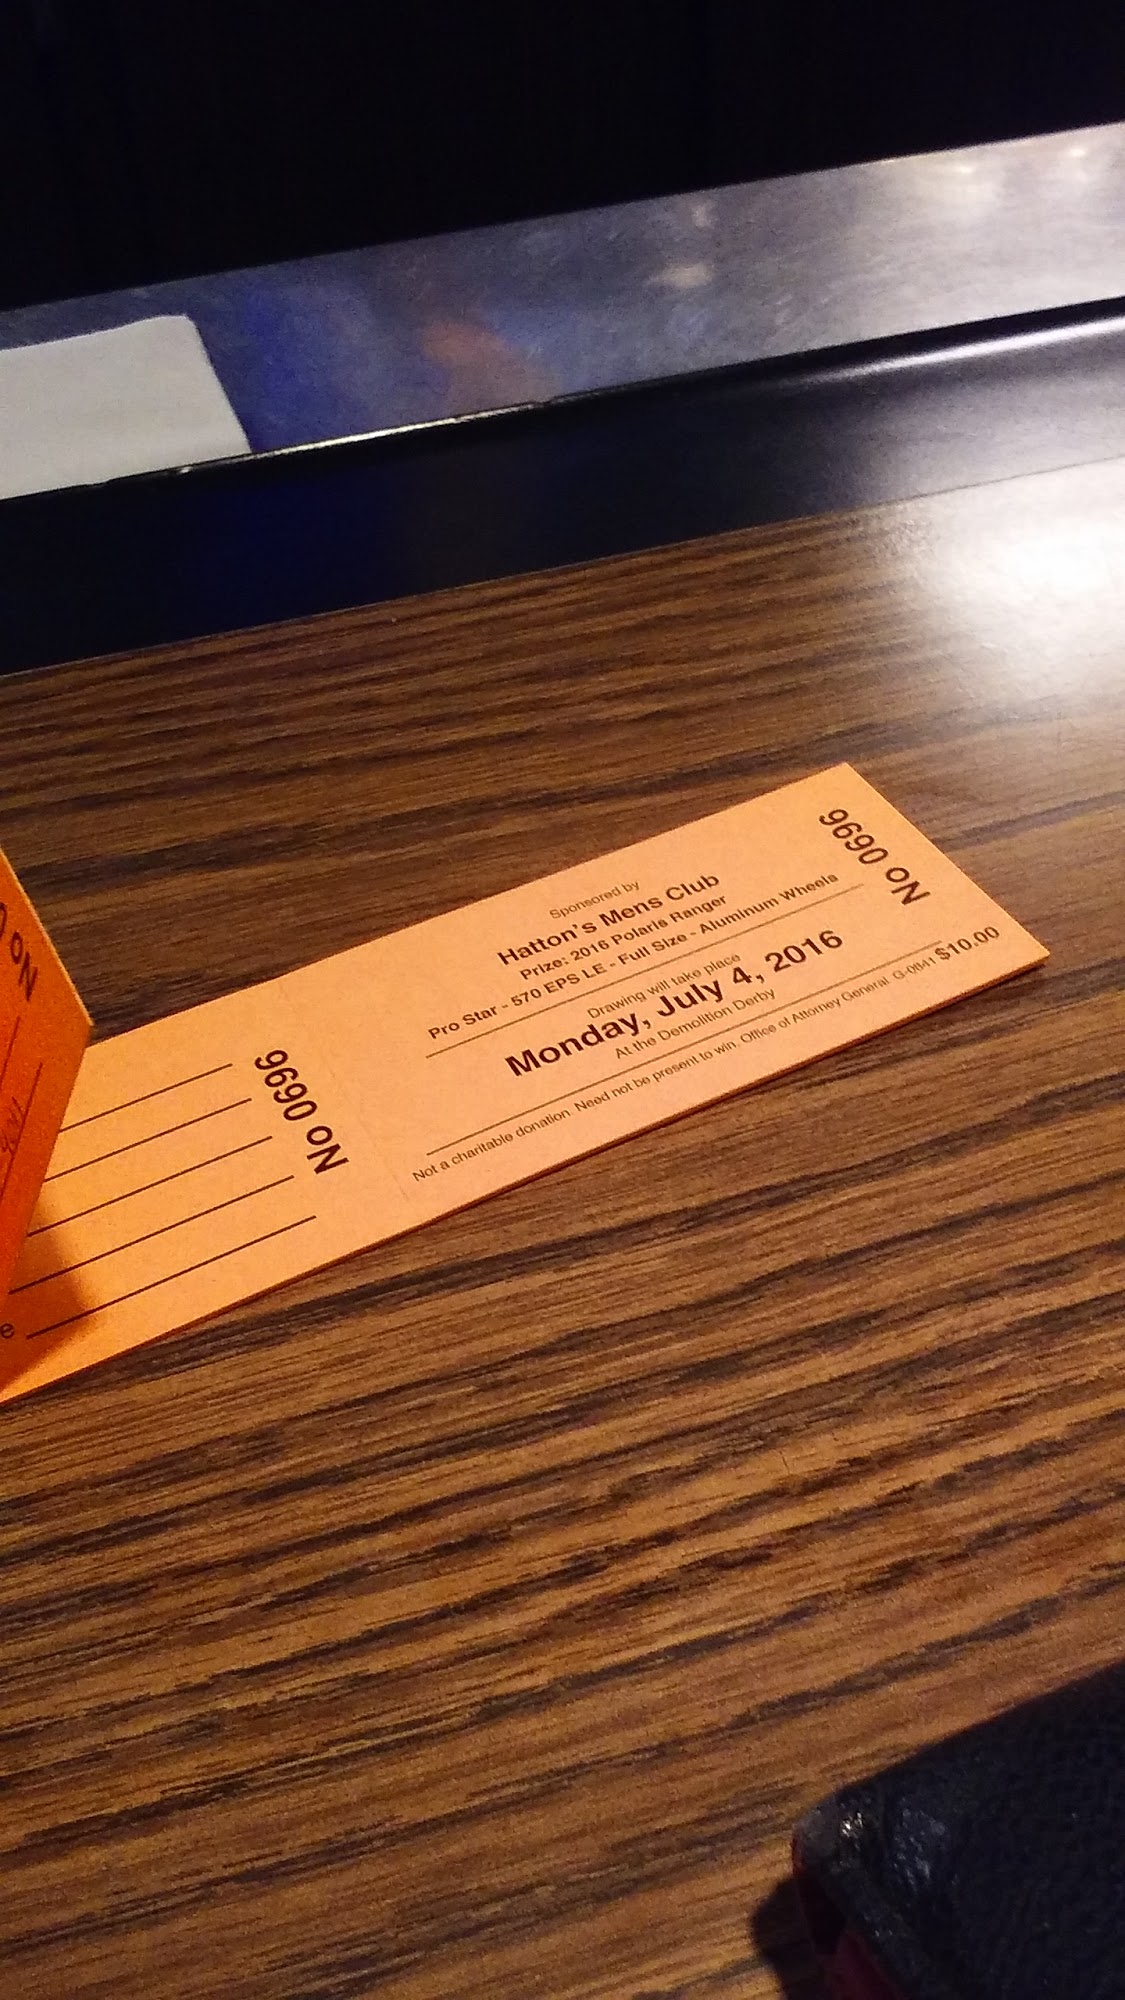 No 0696
Sponsored by
Hatton's Mens Club
Prize: 2016 Polaris Ranger
Pro Star - 570 EPS LE - Full Size - Aluminum Wheels
Drawing will take place
Monday, July 4, 2016
At the Demolition Derby
Not a charitable donation Need not be present to win. Office of Attorney General G-0641 $10.00
No 0696
No
e